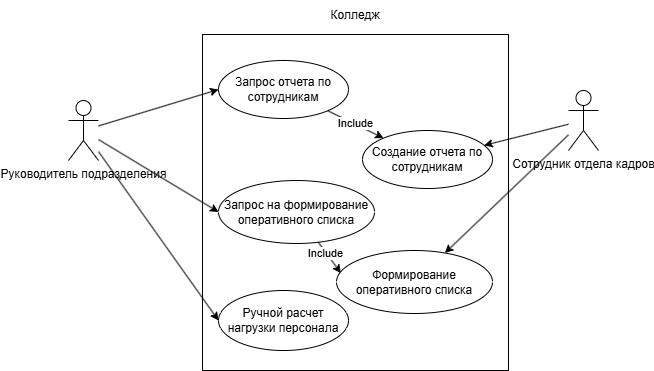 Колледж
Запрос отчета по
сотрудникам
Include
Создание отчета по
сотрудникам
Руководитель подразделения
Сотрудник отдела кадров
Запрос на формирование
оперативного списка
Include
Формирование
оперативного списка
Ручной расчет
нагрузки персонала